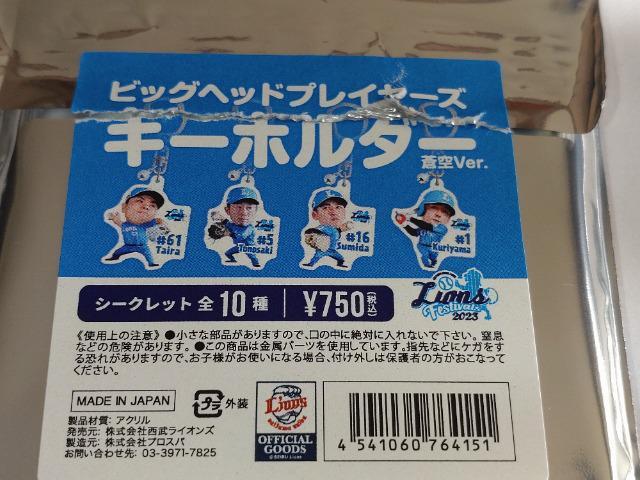 ビッグヘッドプレイヤーズ
キーホルダー
蒼空Ver.
#61
Taira
#5
Tonosaki
#16
Sumida
#1
Kuriyama
シークレット 全10種 ¥750(税込)
Lions
Festivals
2023
《使用上の注意》●小さな部品がありますので、口の中に絶対に入れないで下さい。窒息
などの危険があります。●この商品は金属パーツを使用しています。指先などにケガをす
る恐れがありますので、お子様がお使いになる場合、付け外しは保護者の方がおこなって
ください。
MADE IN JAPAN
プラ 外装
製品材質：アクリル
発売元：株式会社西武ライオンズ
製造元：株式会社プロスパ
お問い合わせ先：03-3971-7825
Lions
OFFICIAL
GOODS
©SEIBU Lions
4 541060 764151